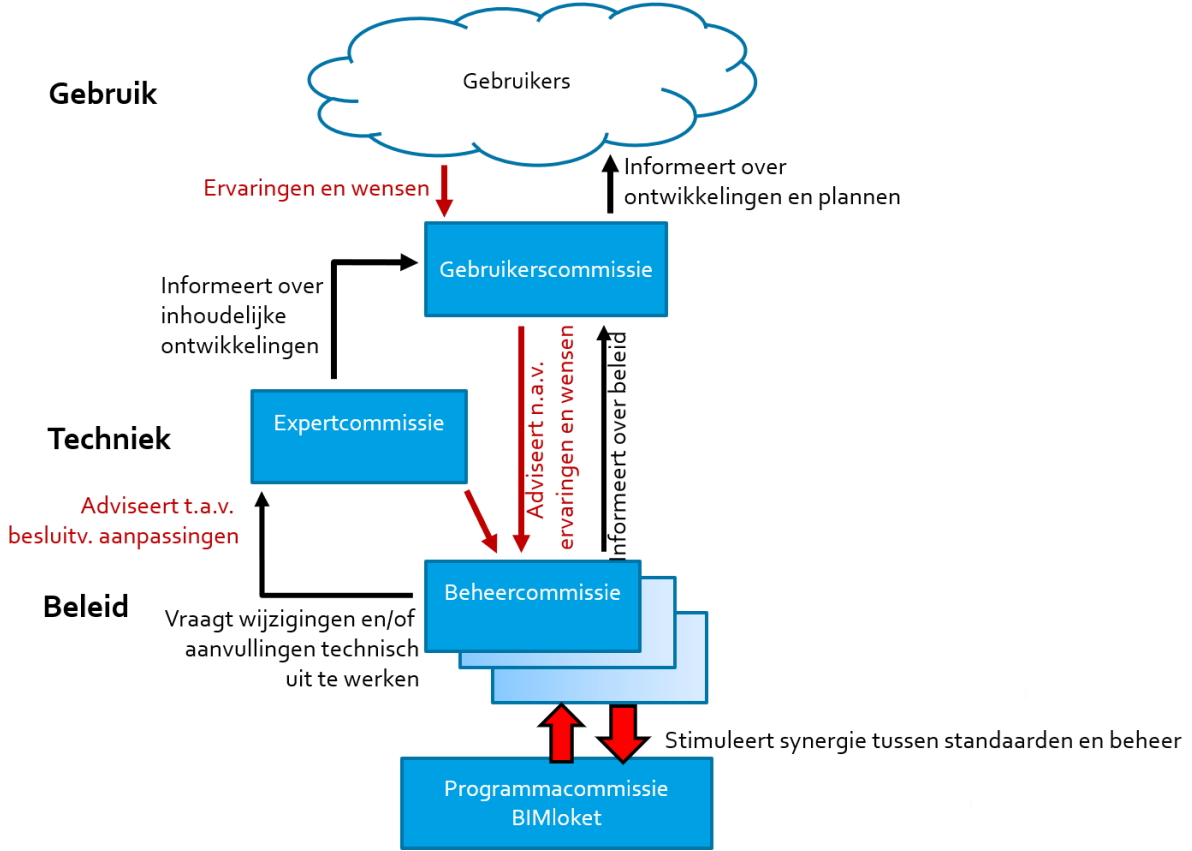 Gebruikers
Gebruik
Ervaringen en wensen
Informeert over
ontwikkelingen en plannen
Gebruikerscommissie
Informeert over
inhoudelijke
ontwikkelingen
Adviseert n.a.v.
ervaringen en wensen
Informeert over beleid
Expertcommissie
Techniek
Adviseert t.a.v.
besluitv. aanpassingen
Beheercommissie
Beleid
Vraagt wijzigingen en/of
aanvullingen technisch
uit te werken
Stimuleert synergie tussen standaarden en beheer
Programmacommissie
BIMloket